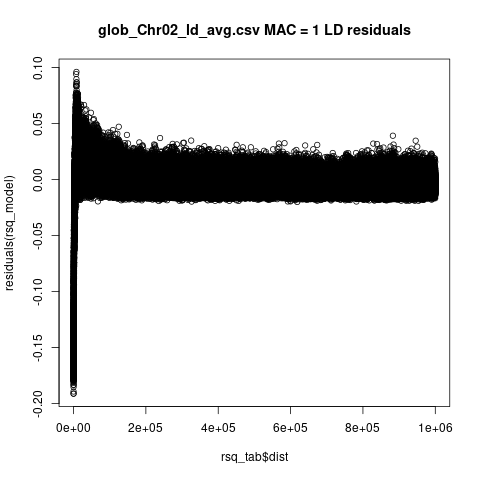 glob_Chr02_ld_avg.csv MAC = 1 LD residuals
0.10
0.05
0.00
-0.05
-0.10
-0.15
-0.20
residuals(rsq_model)
0e+00 2e+05 4e+05 6e+05 8e+05 1e+06
rsq_tab$dist